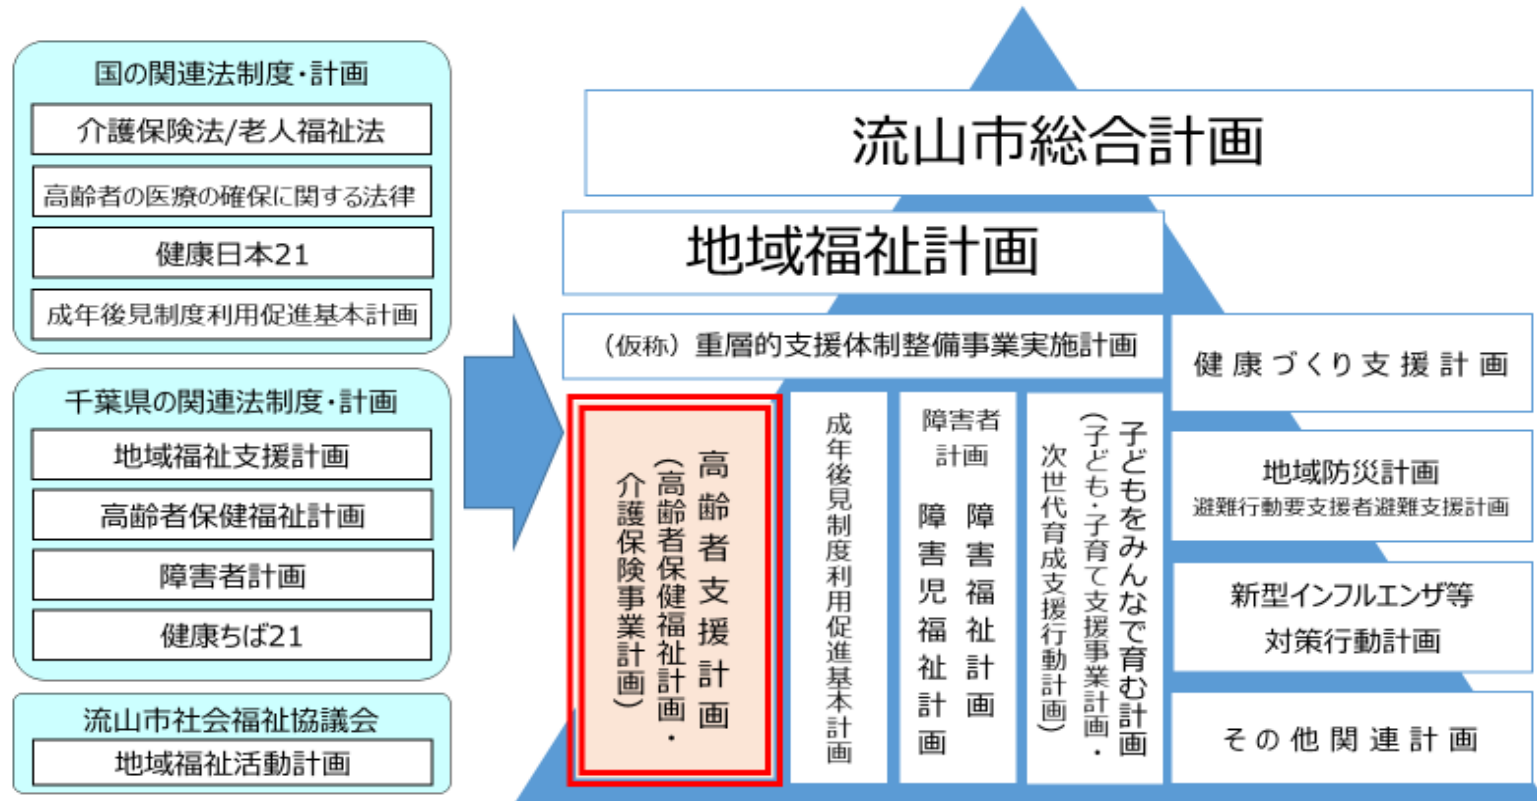 国の関連法制度・計画
介護保険法/老人福祉法
高齢者の医療の確保に関する法律
健康日本21
成年後見制度利用促進基本計画
千葉県の関連法制度・計画
地域福祉支援計画
高齢者保健福祉計画
障害者計画
健康ちば21
流山市社会福祉協議会
地域福祉活動計画
流山市総合計画
地域福祉計画
（仮称）重層的支援体制整備事業実施計画
高齢者支援計画
（高齢者保健福祉計画・
介護保険事業計画）
成年後見制度利用促進基本計画
障害者
計画
障害福祉計画
障害児福祉計画
子どもをみんなで育む計画
（子ども・子育て支援事業計画・
次世代育成支援行動計画）
健康づくり支援計画
地域防災計画
避難行動要支援者避難支援計画
新型インフルエンザ等
対策行動計画
その他関連計画